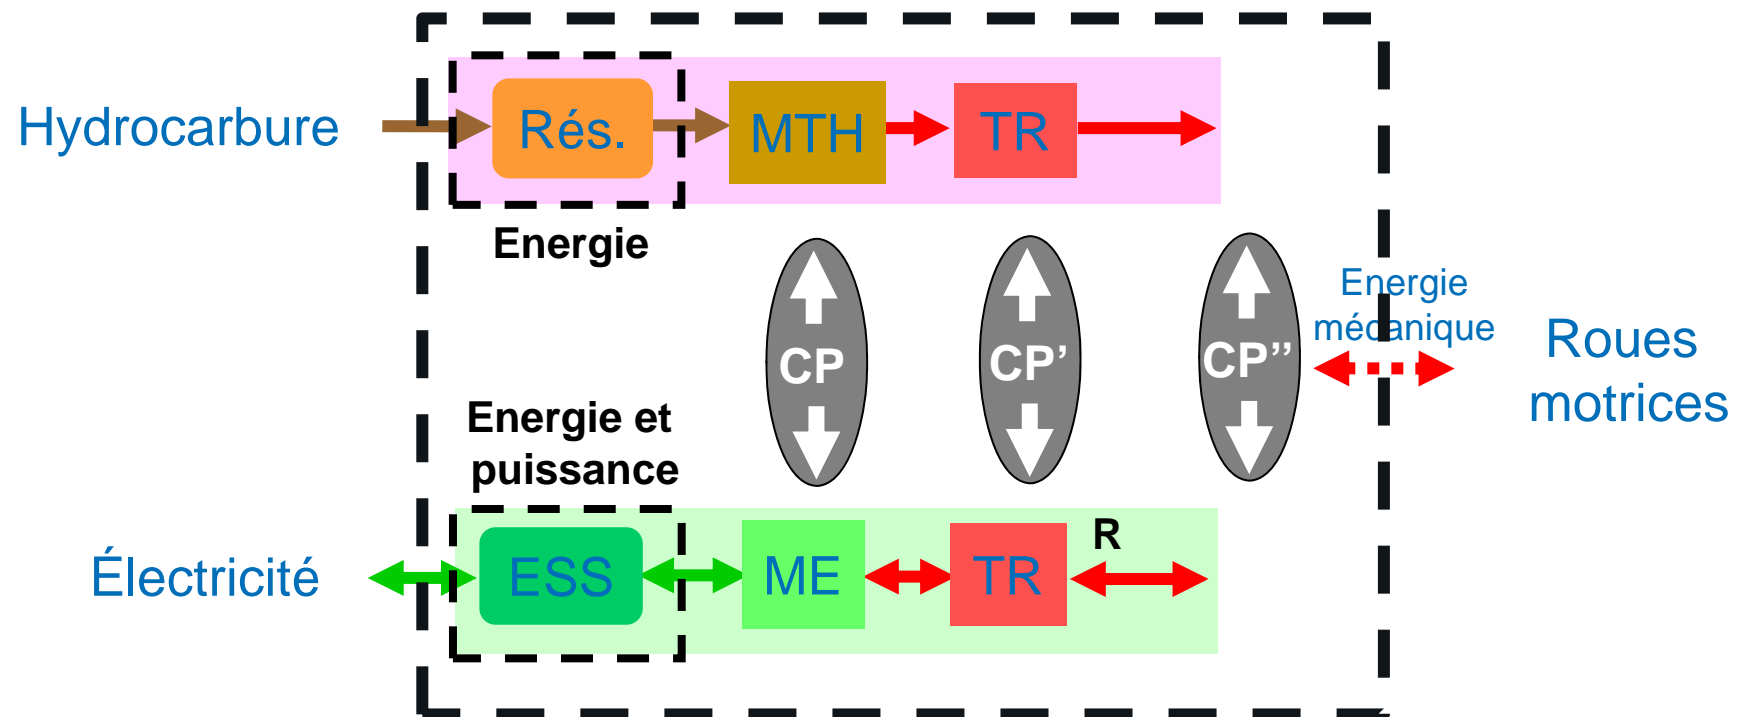 Hydrocarbure
Rés.
MTH
TR
Energie
CP
CP’
CP’’
Energie
mécanique
Roues
motrices
Energie et
puissance
Électricité
ESS
ME
TR
R